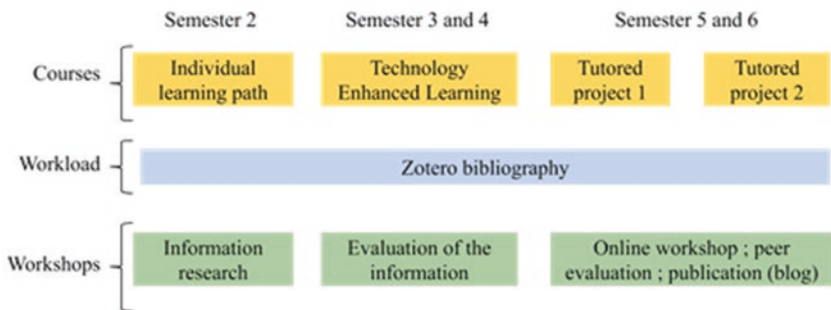 Semester 2
Semester 3 and 4
Semester 5 and 6
Courses
Individual
learning path
Technology
Enhanced Learning
Tutored
project 1
Tutored
project 2
Workload
Zotero bibliography
Workshops
Information
research
Evaluation of the
information
Online workshop ; peer
evaluation ; publication (blog)